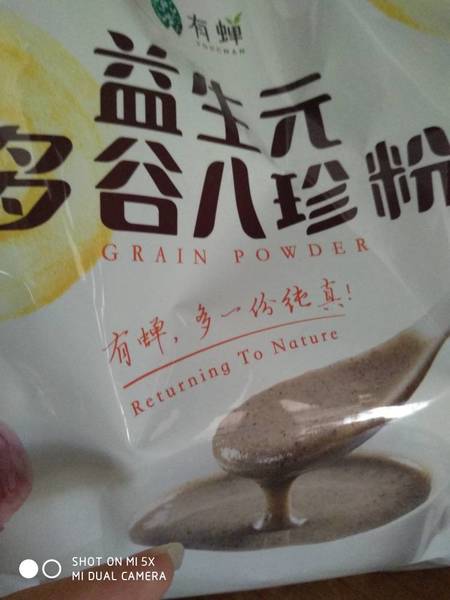 有蝉
YOUCHAN
益生元
多谷八珍粉
GRAIN POWDER
有蝉,多一份纯真!
Returning To Nature
SHOT ON MI 5X
MI DUAL CAMERA